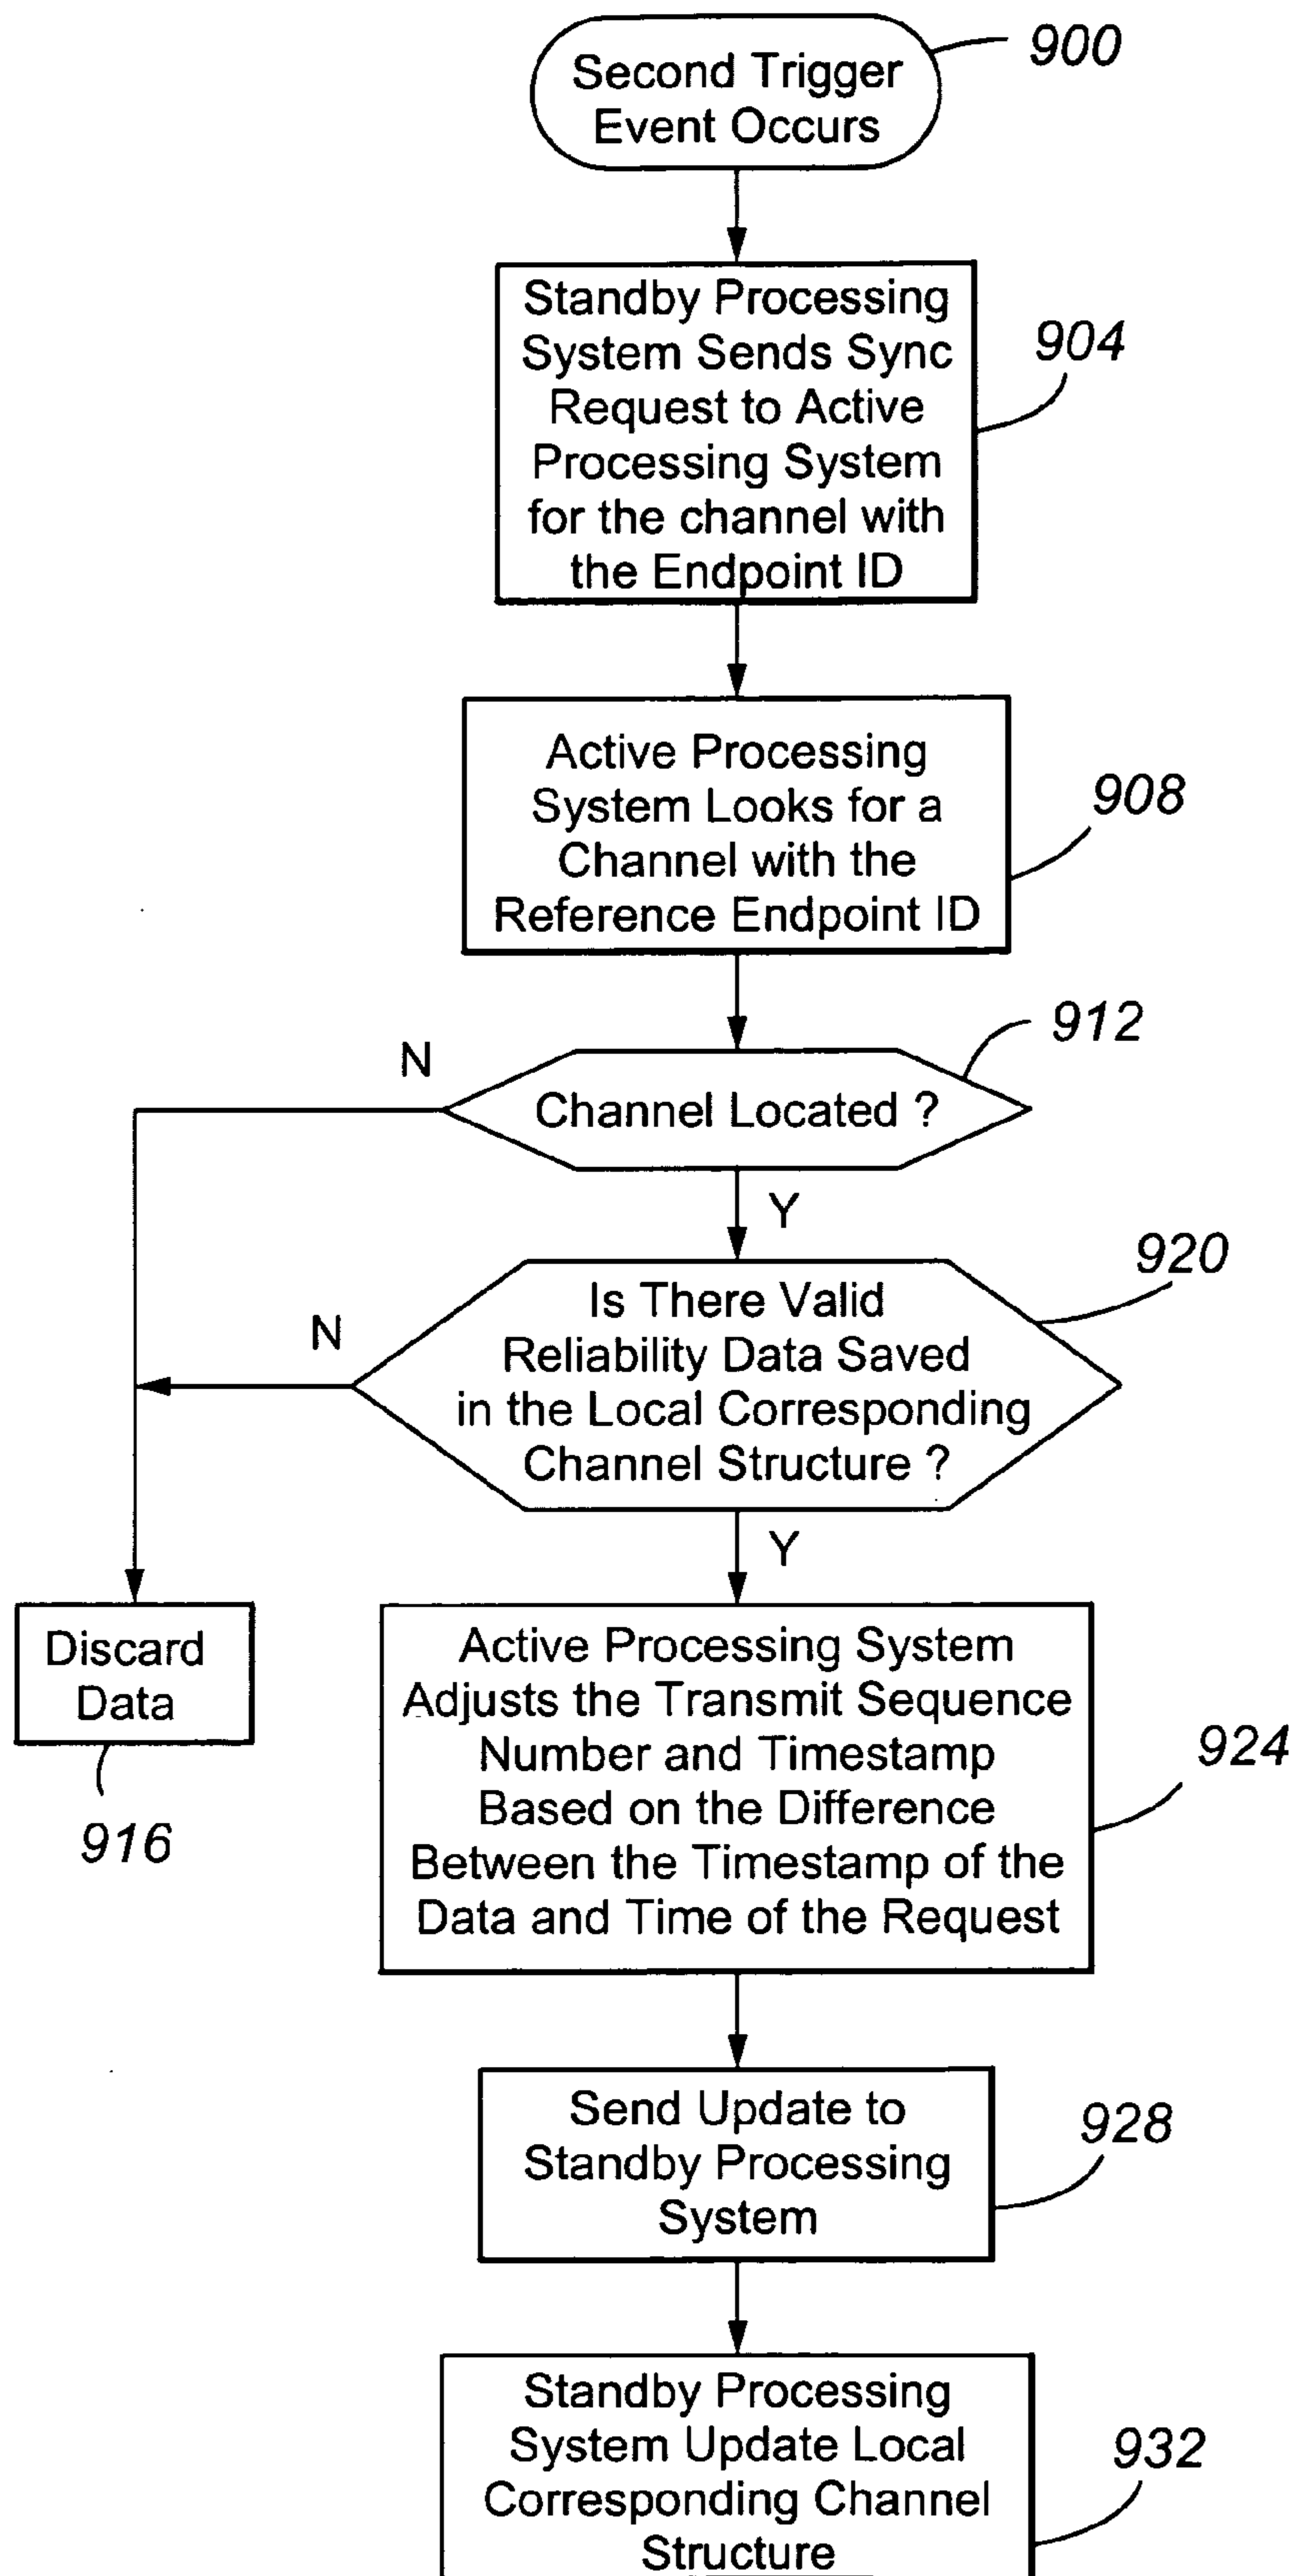 900
Second Trigger
Event Occurs
904
Standby Processing
System Sends Sync
Request to Active
Processing System
for the channel with
the Endpoint ID
908
Active Processing
System Looks for a
Channel with the
Reference Endpoint ID
912
N
Channel Located ?
Y
920
N
Is There Valid
Reliability Data Saved
in the Local Corresponding
Channel Structure ?
Y
Discard
Data
916
Active Processing System
Adjusts the Transmit Sequence
Number and Timestamp
Based on the Difference
Between the Timestamp of the
Data and Time of the Request
924
Send Update to
Standby Processing
System
928
Standby Processing
System Update Local
Corresponding Channel
Structure
932